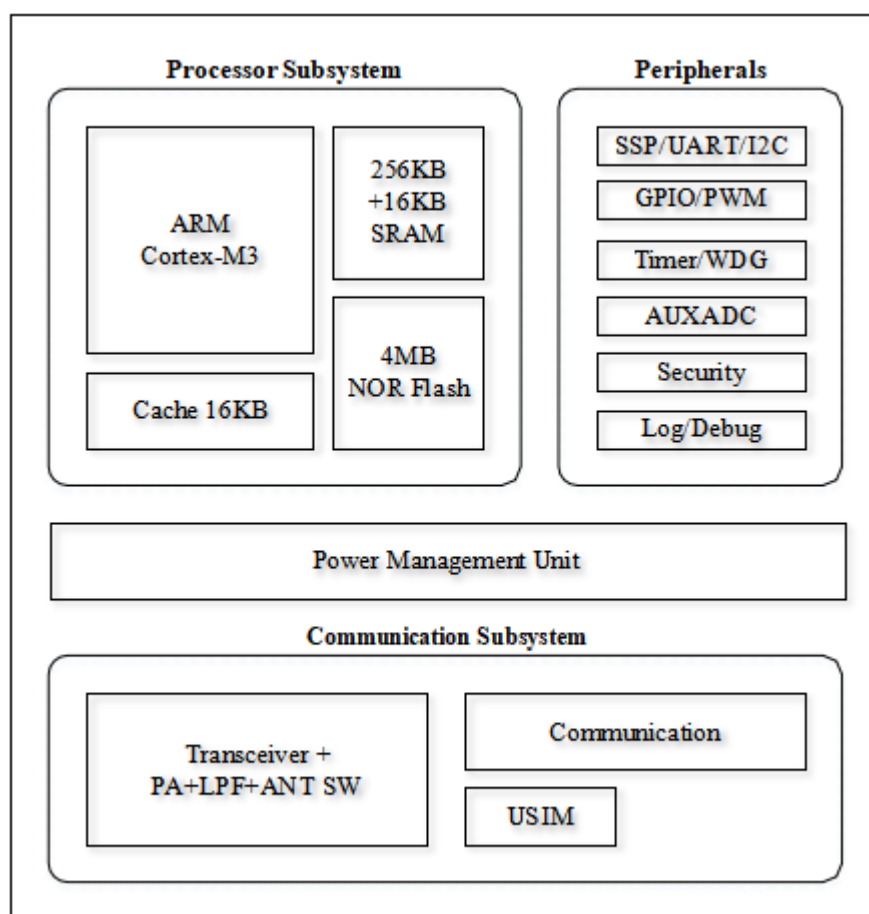 Processor Subsystem
ARM
Cortex-M3
256KB
+16KB
SRAM
4MB
NOR Flash
Cache 16KB
Peripherals
SSP/UART/I2C
GPIO/PWM
Timer/WDG
AUXADC
Security
Log/Debug
Power Management Unit
Communication Subsystem
Transceiver +
PA+LPF+ANT SW
Communication
USIM